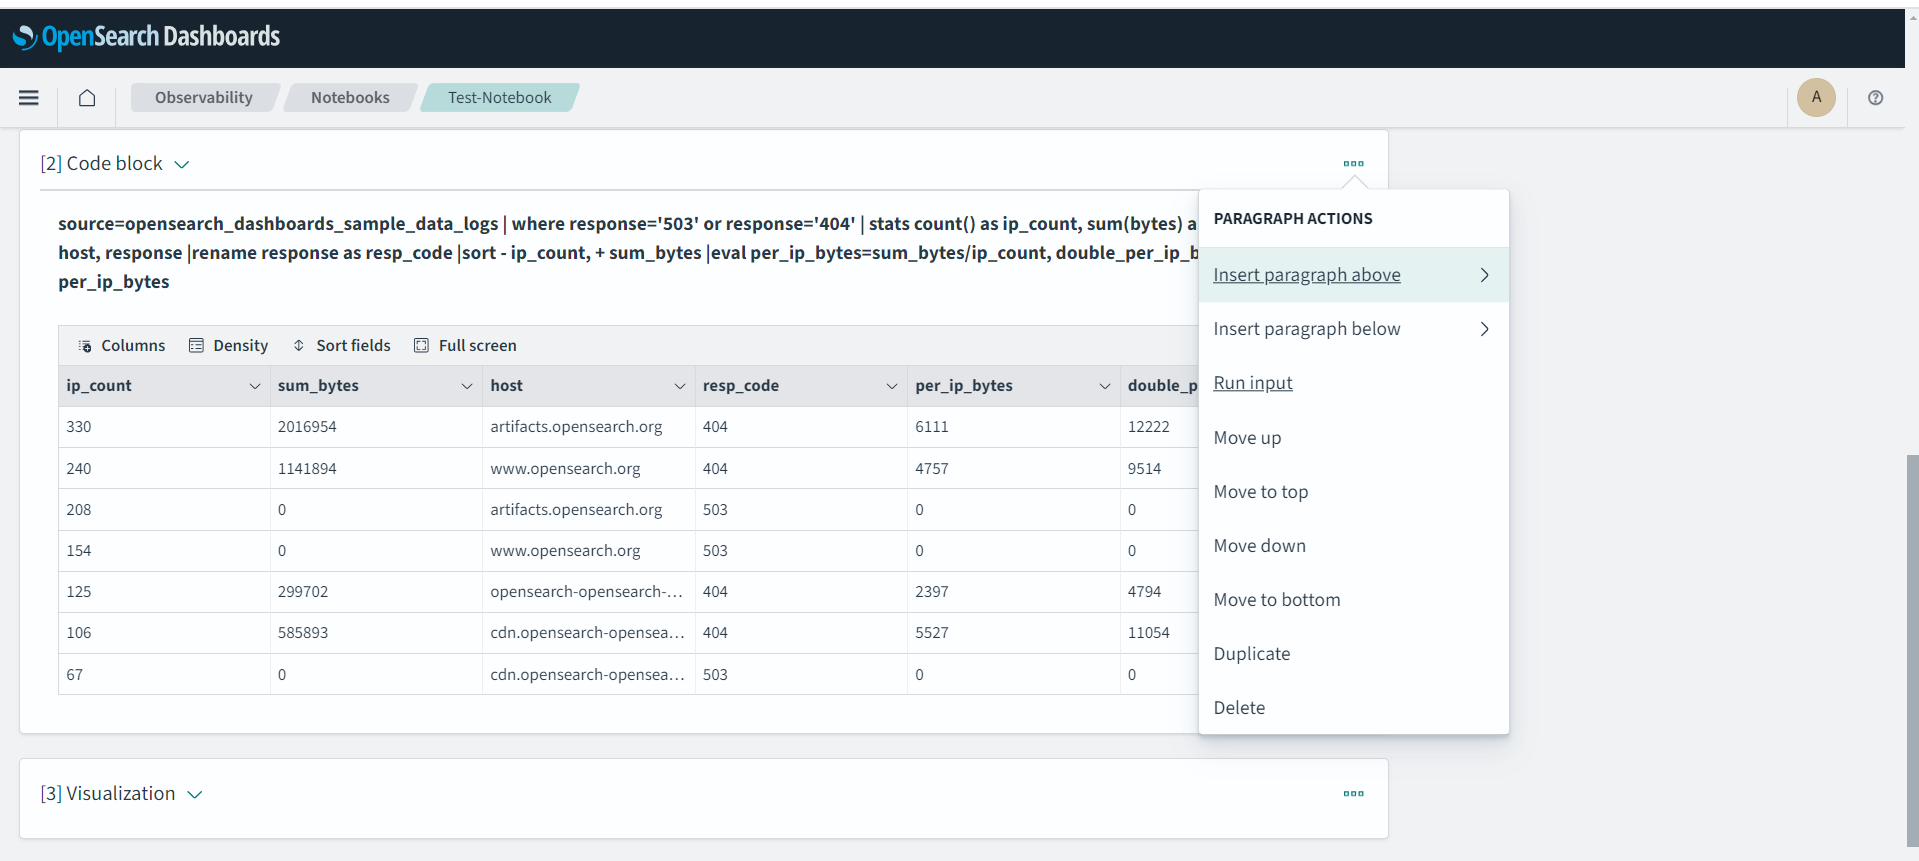 OpenSearch Dashboards
Observability Notebooks Test-Notebook
A
[2] Code block
source=opensearch_dashboards_sample_data_logs | where response='503' or response='404' | stats count() as ip_count, sum(bytes) a
host, response |rename response as resp_code |sort - ip_count, + sum_bytes |eval per_ip_bytes=sum_bytes/ip_count, double_per_ip_b
per_ip_bytes
Columns Density Sort fields Full screen
ip_count sum_bytes host resp_code per_ip_bytes double_p
330 2016954 artifacts.opensearch.org 404 6111 12222
240 1141894 www.opensearch.org 404 4757 9514
208 0 artifacts.opensearch.org 503 0 0
154 0 www.opensearch.org 503 0 0
125 299702 opensearch-opensearch-... 404 2397 4794
106 585893 cdn.opensearch-opensea... 404 5527 11054
67 0 cdn.opensearch-opensea... 503 0 0
PARAGRAPH ACTIONS
Insert paragraph above
Insert paragraph below
Run input
Move up
Move to top
Move down
Move to bottom
Duplicate
Delete
[3] Visualization